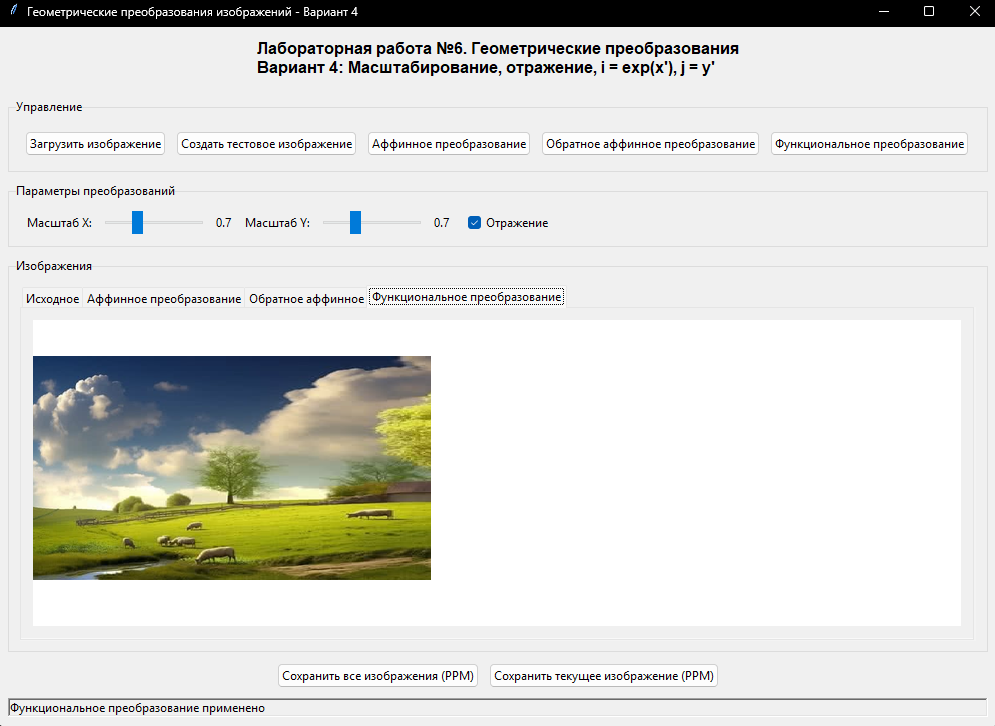 Геометрические преобразования изображений - Вариант 4
Лабораторная работа №6. Геометрические преобразования
Вариант 4: Масштабирование, отражение, i = exp(x'), j = y'
Управление
Загрузить изображение Создать тестовое изображение Аффинное преобразование Обратное аффинное преобразование Функциональное преобразование
Параметры преобразований
Масштаб X: 0.7 Масштаб Y: 0.7 Отражение
Изображения
Исходное Аффинное преобразование Обратное аффинное Функциональное преобразование
Сохранить все изображения (PPM) Сохранить текущее изображение (PPM)
Функциональное преобразование применено